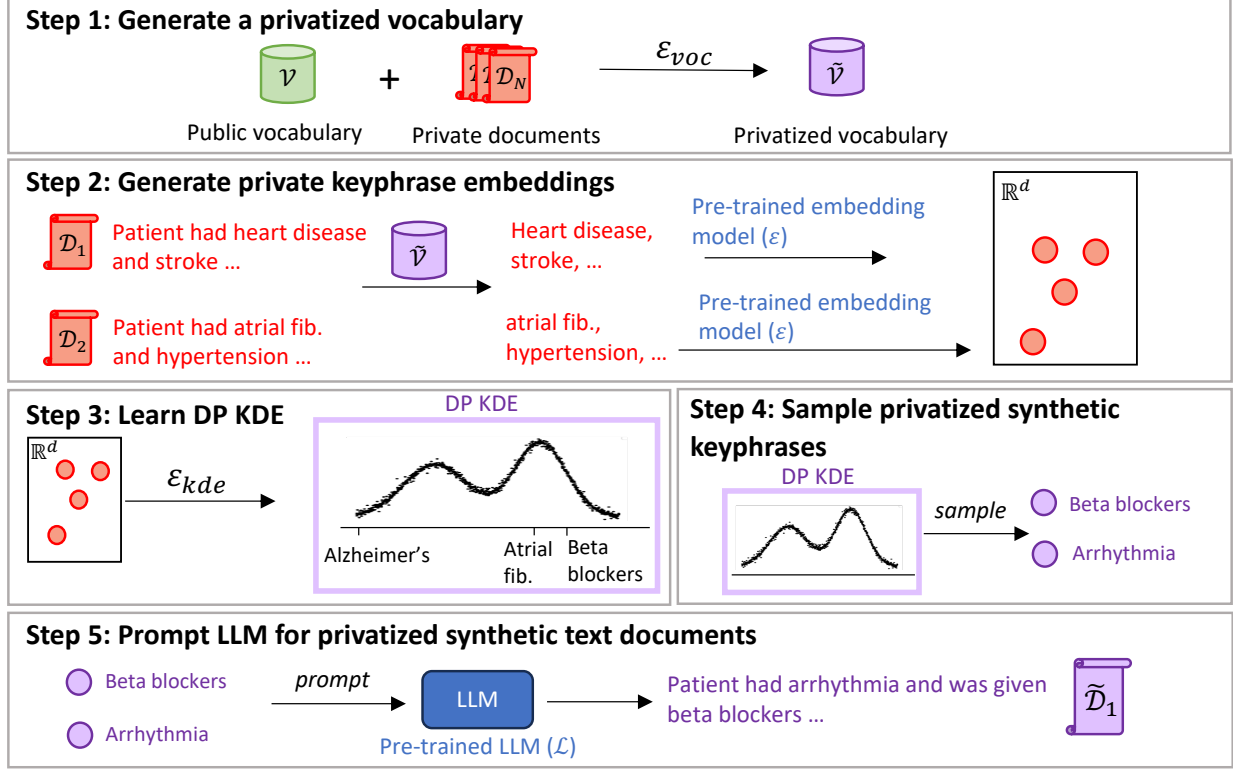 Step 1: Generate a privatized vocabulary
𝒱
+
𝒟_N
ε_voc
𝒱̃
Public vocabulary
Private documents
Privatized vocabulary
Step 2: Generate private keyphrase embeddings
𝒟₁
Patient had heart disease
and stroke ...
𝒱̃
Heart disease,
stroke, ...
Pre-trained embedding
model (ε)
ℝ^d
𝒟₂
Patient had atrial fib.
and hypertension ...
atrial fib.,
hypertension, ...
Pre-trained embedding
model (ε)
Step 3: Learn DP KDE
ℝ^d
ε_kde
DP KDE
Alzheimer's
Atrial
fib.
Beta
blockers
Step 4: Sample privatized synthetic
keyphrases
DP KDE
sample
Beta blockers
Arrhythmia
Step 5: Prompt LLM for privatized synthetic text documents
Beta blockers
Arrhythmia
prompt
LLM
Pre-trained LLM (ℒ)
Patient had arrhythmia and was given
beta blockers ...
𝒟̃₁